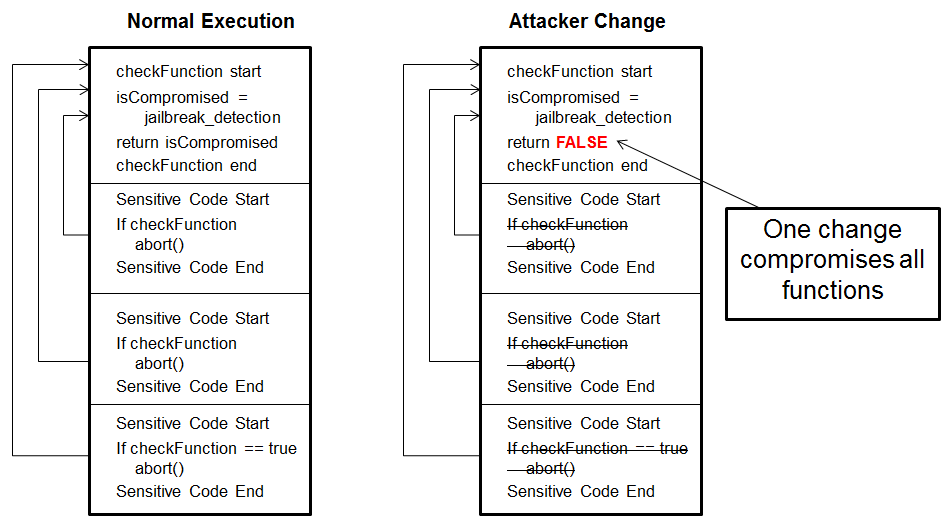 Normal Execution
checkFunction start
isCompromised =
jailbreak_detection
return isCompromised
checkFunction end
Sensitive Code Start
If checkFunction
abort()
Sensitive Code End
Sensitive Code Start
If checkFunction
abort()
Sensitive Code End
Sensitive Code Start
If checkFunction == true
abort()
Sensitive Code End
Attacker Change
checkFunction start
isCompromised =
jailbreak_detection
return FALSE
checkFunction end
Sensitive Code Start
If checkFunction
abort()
Sensitive Code End
Sensitive Code Start
If checkFunction
abort()
Sensitive Code End
Sensitive Code Start
If checkFunction == true
abort()
Sensitive Code End
One change
compromises all
functions